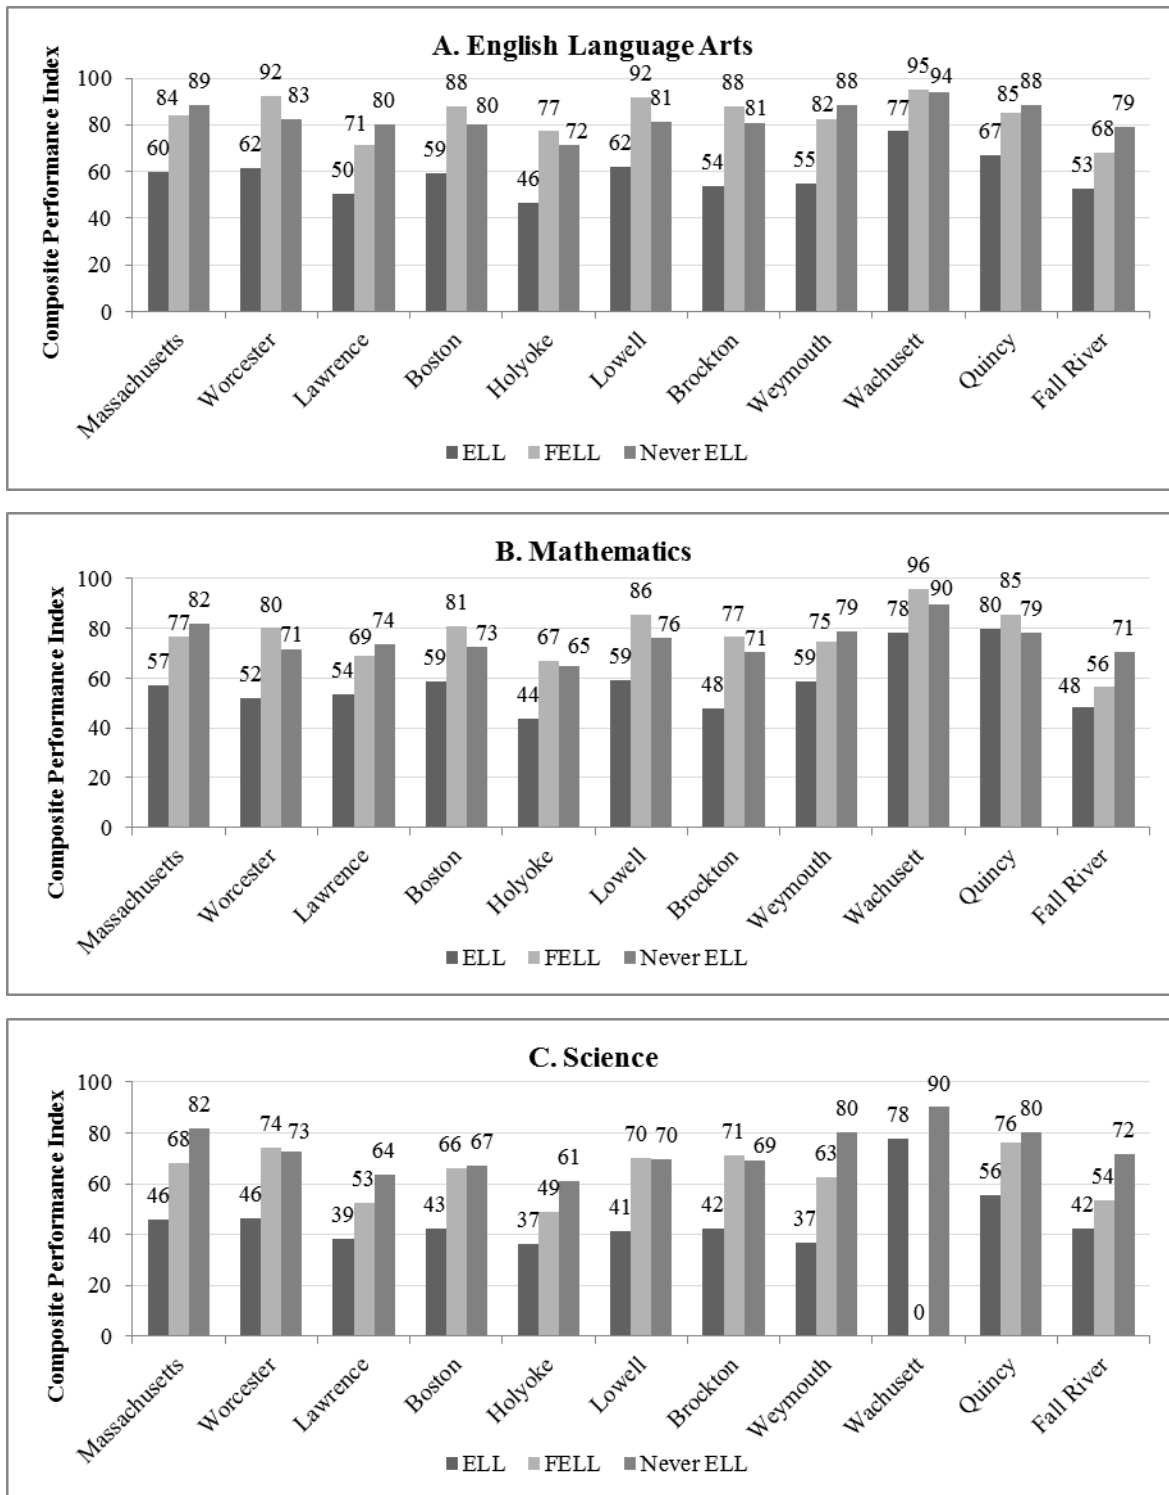 A. English Language Arts
Composite Performance Index
100
80
60
40
20
0
60 84 89
62 92 83
50 71 80
59 88 80
46 77 72
62 92 81
54 88 81
55 82 88
77 95 94
67 85 88
53 68 79
Massachusetts
Worcester
Lawrence
Boston
Holyoke
Lowell
Brockton
Weymouth
Wachusett
Quincy
Fall River
ELL FELL Never ELL
B. Mathematics
Composite Performance Index
100
80
60
40
20
0
57 77 82
52 80 71
54 69 74
59 81 73
44 67 65
59 86 76
48 77 71
59 75 79
78 96 90
80 85 79
48 56 71
Massachusetts
Worcester
Lawrence
Boston
Holyoke
Lowell
Brockton
Weymouth
Wachusett
Quincy
Fall River
ELL FELL Never ELL
C. Science
Composite Performance Index
100
80
60
40
20
0
46 68 82
46 74 73
39 53 64
43 66 67
37 49 61
41 70 70
42 71 69
37 63 80
78 0 90
56 76 80
42 54 72
Massachusetts
Worcester
Lawrence
Boston
Holyoke
Lowell
Brockton
Weymouth
Wachusett
Quincy
Fall River
ELL FELL Never ELL